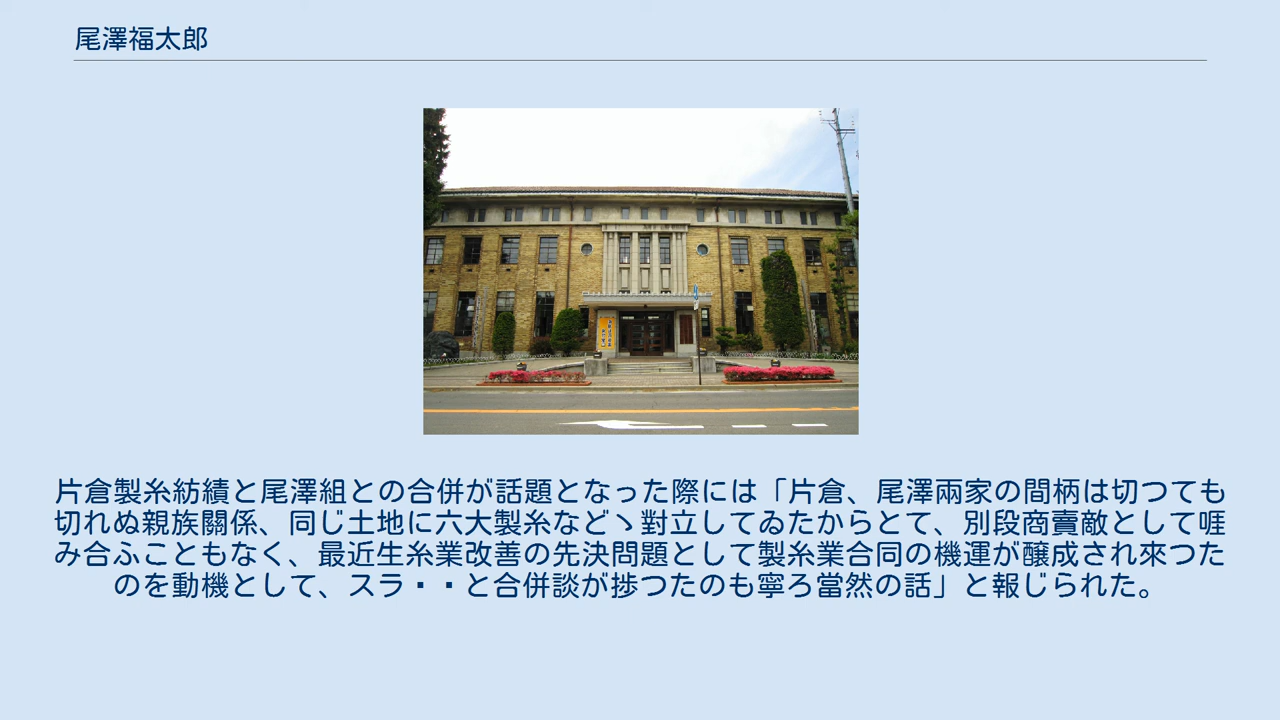 尾澤福太郎
片倉製糸紡績と尾澤組との合併が話題となった際には「片倉、尾澤兩家の間柄は切つても
切れぬ親族關係、同じ土地に六大製糸などゝ對立してゐたからとて、別段商賣敵として啀
み合ふこともなく、最近生糸業改善の先決問題として製糸業合同の機運が醸成され來つた
のを動機として、スラ・・と合併談が捗つたのも寧ろ當然の話」と報じられた。